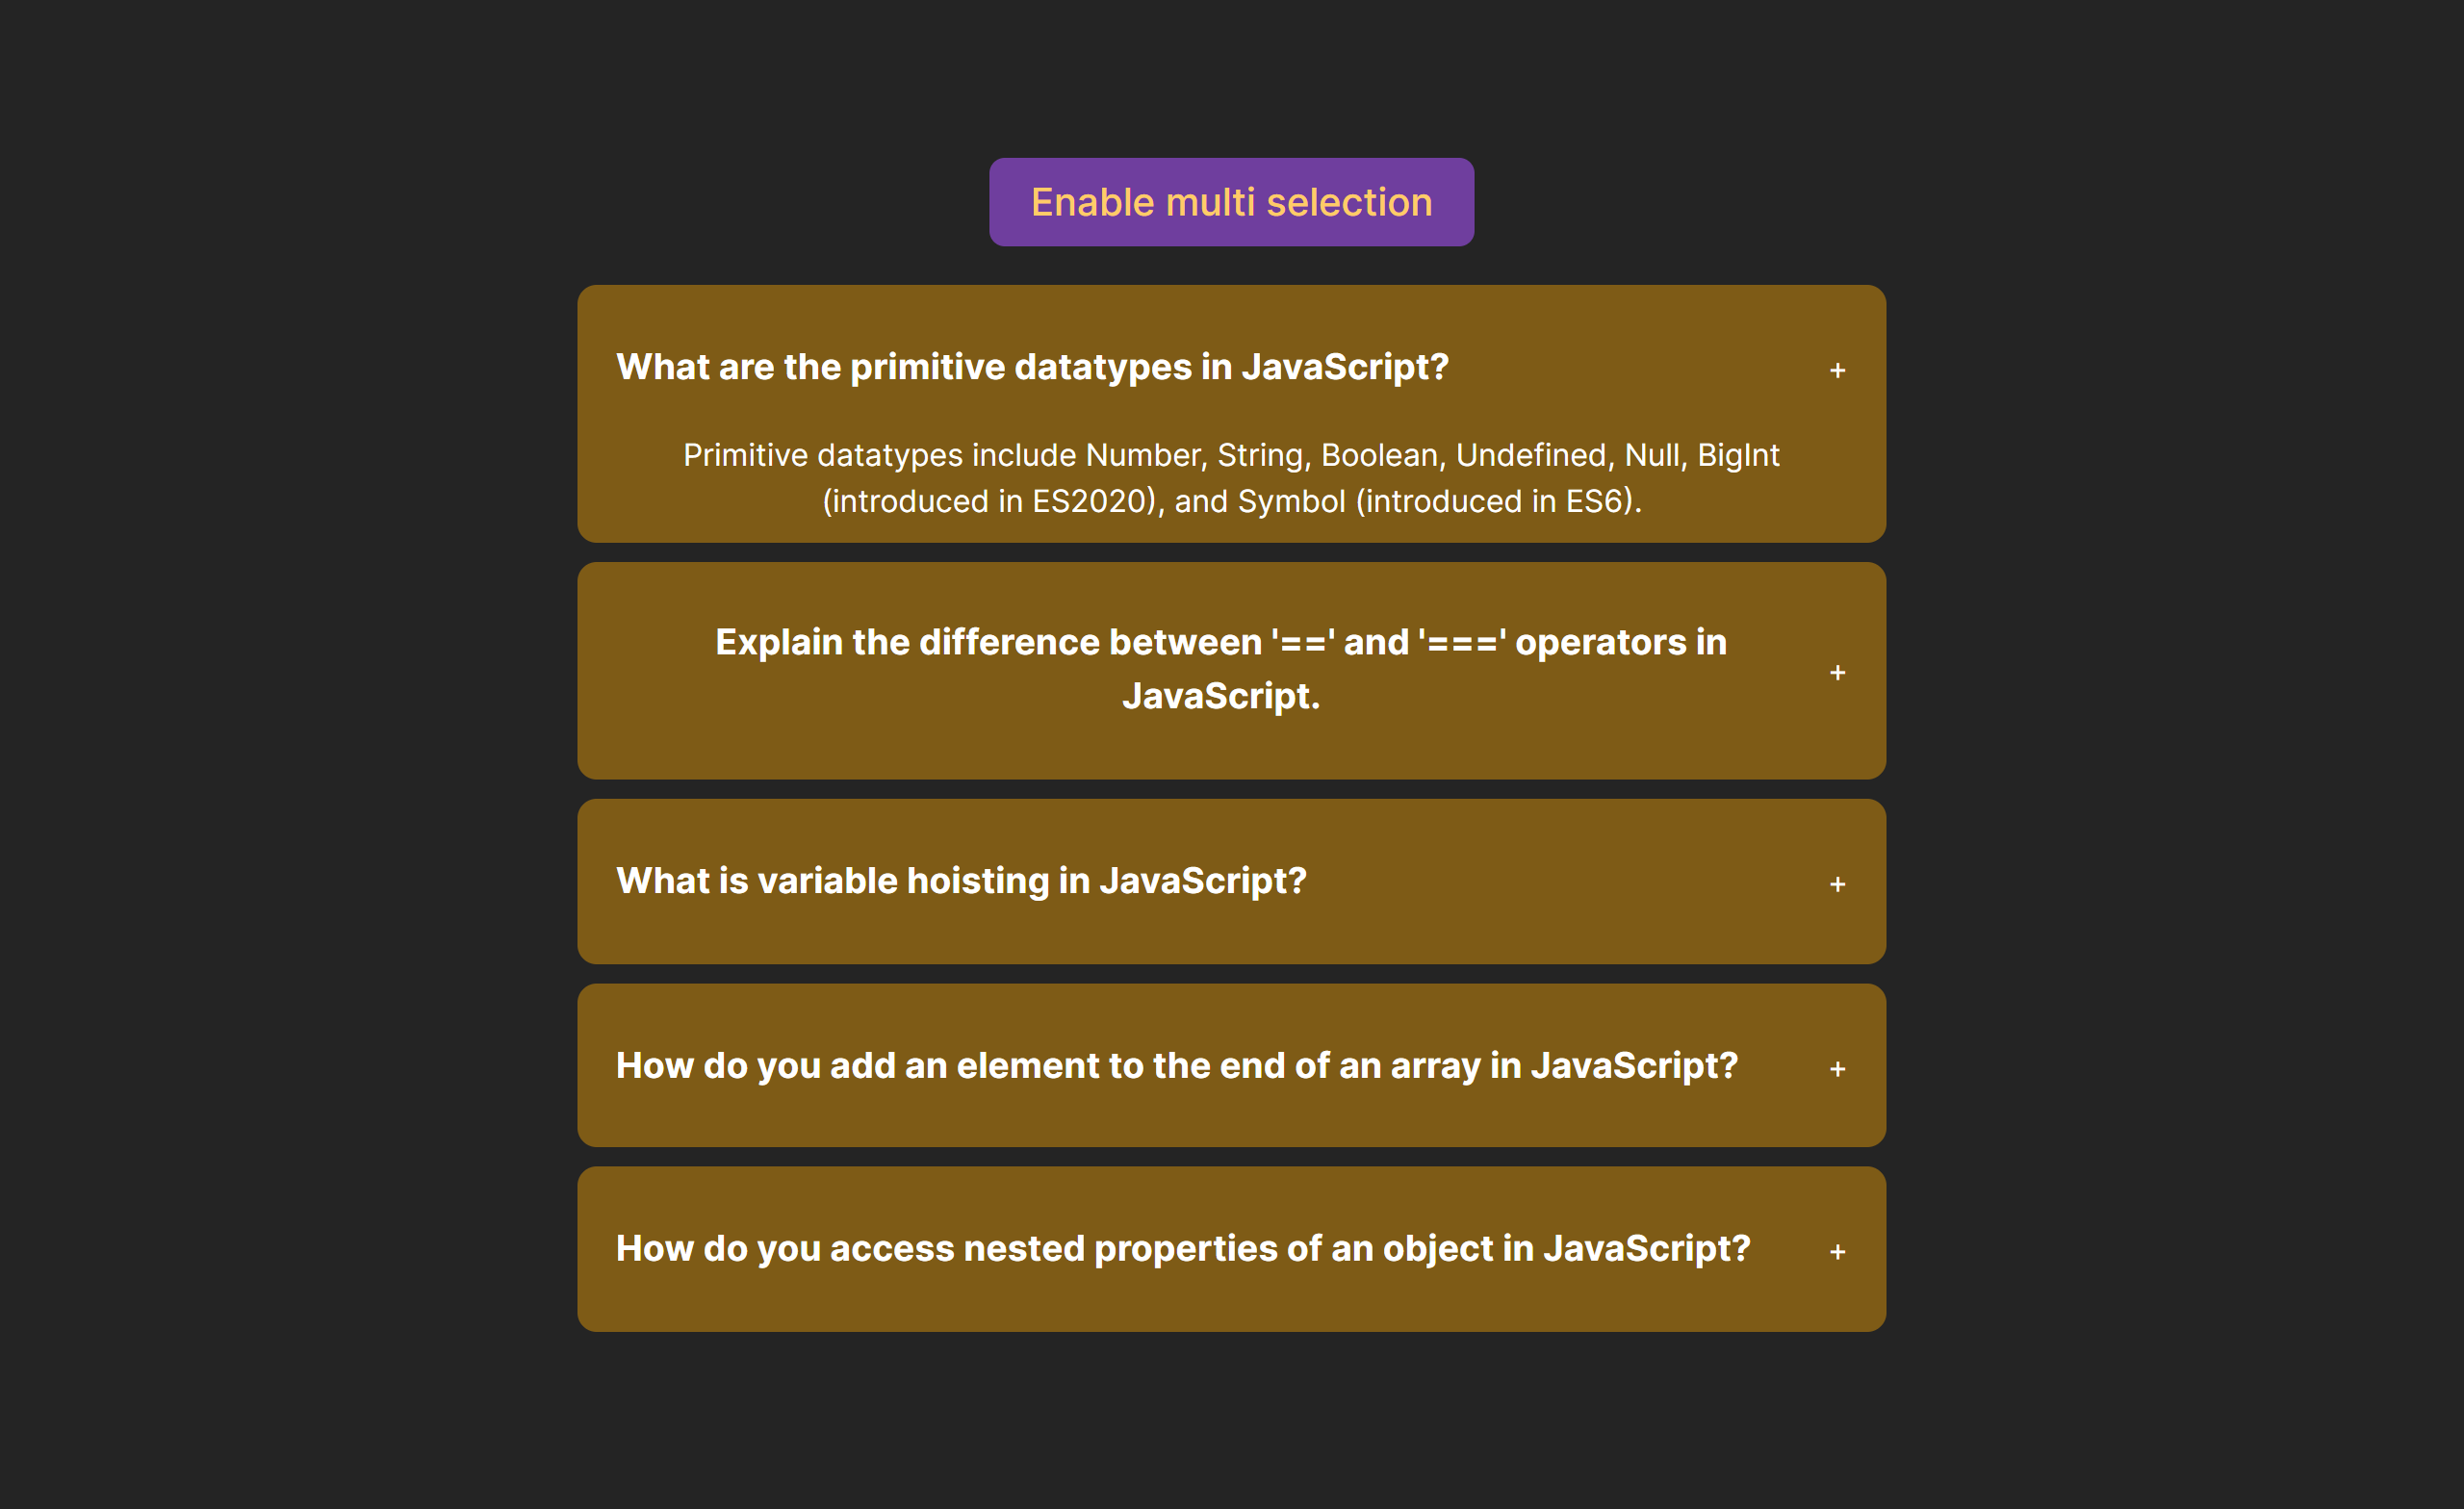 Enable multi selection
What are the primitive datatypes in JavaScript? +
Primitive datatypes include Number, String, Boolean, Undefined, Null, BigInt
(introduced in ES2020), and Symbol (introduced in ES6).
Explain the difference between '==' and '===' operators in
JavaScript.
+
What is variable hoisting in JavaScript? +
How do you add an element to the end of an array in JavaScript? +
How do you access nested properties of an object in JavaScript? +